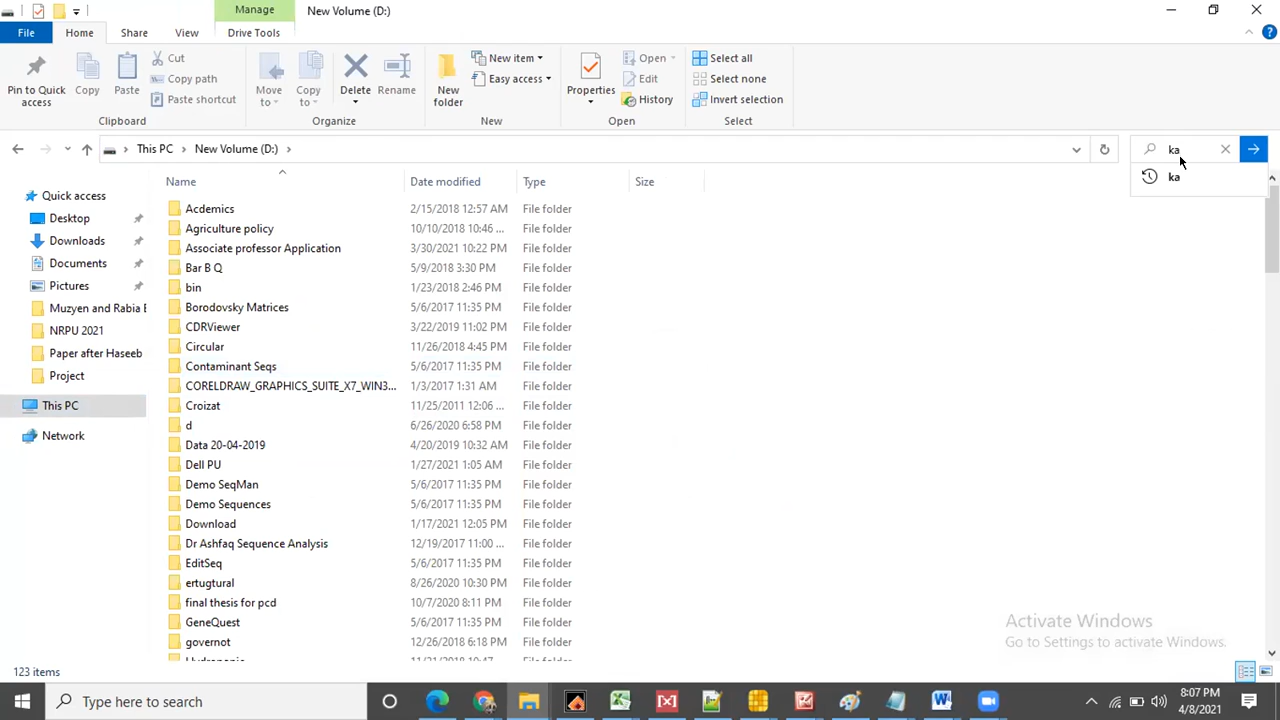 Manage
New Volume (D:)
File
Home
Share
View
Drive Tools
Pin to Quick access
Copy
Paste
Cut
Copy path
Paste shortcut
Clipboard
Move to
Copy to
Delete
Rename
Organize
New folder
New item
Easy access
New
Properties
Open
Edit
History
Open
Select all
Select none
Invert selection
Select
This PC > New Volume (D:) >
ka
ka
Quick access
Desktop
Downloads
Documents
Pictures
Muzyen and Rabia E
NRPU 2021
Paper after Haseeb
Project
This PC
Network
Name Date modified Type Size
Acdemics 2/15/2018 12:57 AM File folder
Agriculture policy 10/10/2018 10:46 ... File folder
Associate professor Application 3/30/2021 10:22 PM File folder
Bar B Q 5/9/2018 3:30 PM File folder
bin 1/23/2018 2:46 PM File folder
Borodovsky Matrices 5/6/2017 11:35 PM File folder
CDRViewer 3/22/2019 11:02 PM File folder
Circular 11/26/2018 4:45 PM File folder
Contaminant Seqs 5/6/2017 11:35 PM File folder
CORELDRAW_GRAPHICS_SUITE_X7_WIN3... 1/3/2017 1:31 AM File folder
Croizat 11/25/2011 12:06 ... File folder
d 6/26/2020 6:58 PM File folder
Data 20-04-2019 4/20/2019 10:32 AM File folder
Dell PU 1/27/2021 1:05 AM File folder
Demo SeqMan 5/6/2017 11:35 PM File folder
Demo Sequences 5/6/2017 11:35 PM File folder
Download 1/17/2021 12:05 PM File folder
Dr Ashfaq Sequence Analysis 12/19/2017 11:00 ... File folder
EditSeq 5/6/2017 11:35 PM File folder
ertugtural 8/26/2020 10:30 PM File folder
final thesis for pcd 10/7/2020 8:11 PM File folder
GeneQuest 5/6/2017 11:35 PM File folder
governot 12/26/2018 6:18 PM File folder
Activate Windows
Go to Settings to activate Windows.
123 items
Type here to search
8:07 PM
4/8/2021